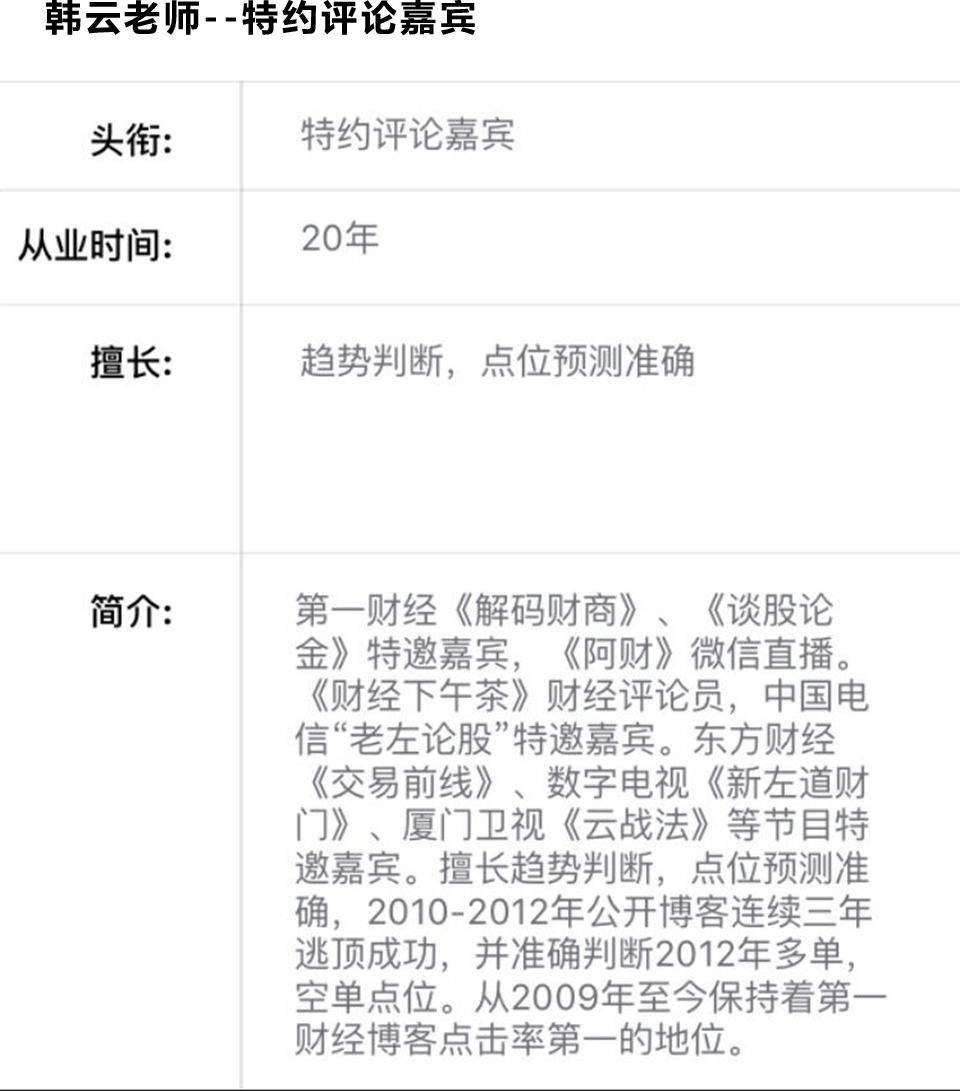 韩云老师--特约评论嘉宾
头衔:
特约评论嘉宾
从业时间:
20年
擅长:
趋势判断，点位预测准确
简介:
第一财经《解码财商》、《谈股论
金》特邀嘉宾，《阿财》微信直播。
《财经下午茶》财经评论员，中国电
信“老左论股”特邀嘉宾。东方财经
《交易前线》、数字电视《新左道财
门》、厦门卫视《云战法》等节目特
邀嘉宾。擅长趋势判断，点位预测准
确，2010-2012年公开博客连续三年
逃顶成功，并准确判断2012年多单，
空单点位。从2009年至今保持着第一
财经博客点击率第一的地位。